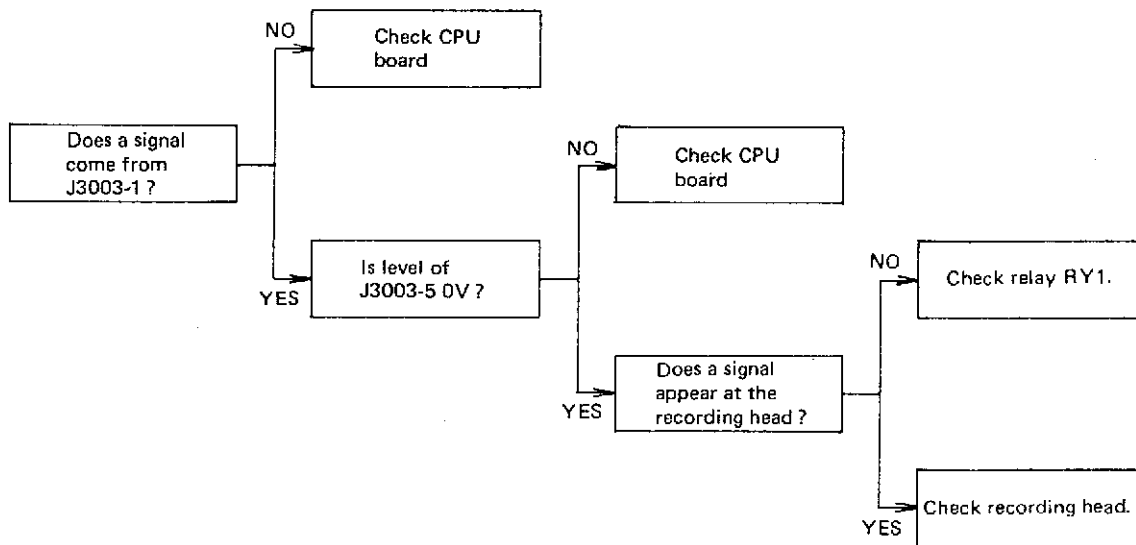 NO
Check CPU
board
Does a signal
come from
J3003-1 ?
YES
Is level of
J3003-5 0V ?
NO
Check CPU
board
YES
Does a signal
appear at the
recording head ?
NO
Check relay RY1.
YES
Check recording head.